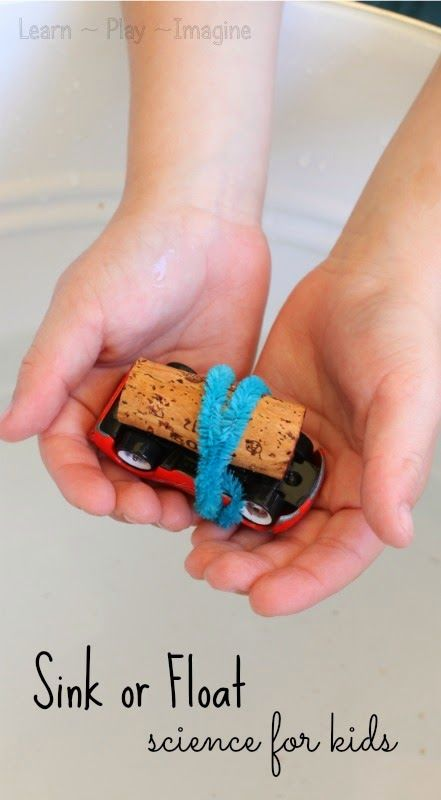 Learn ~ Play ~Imagine
Sink or Float
science for kids